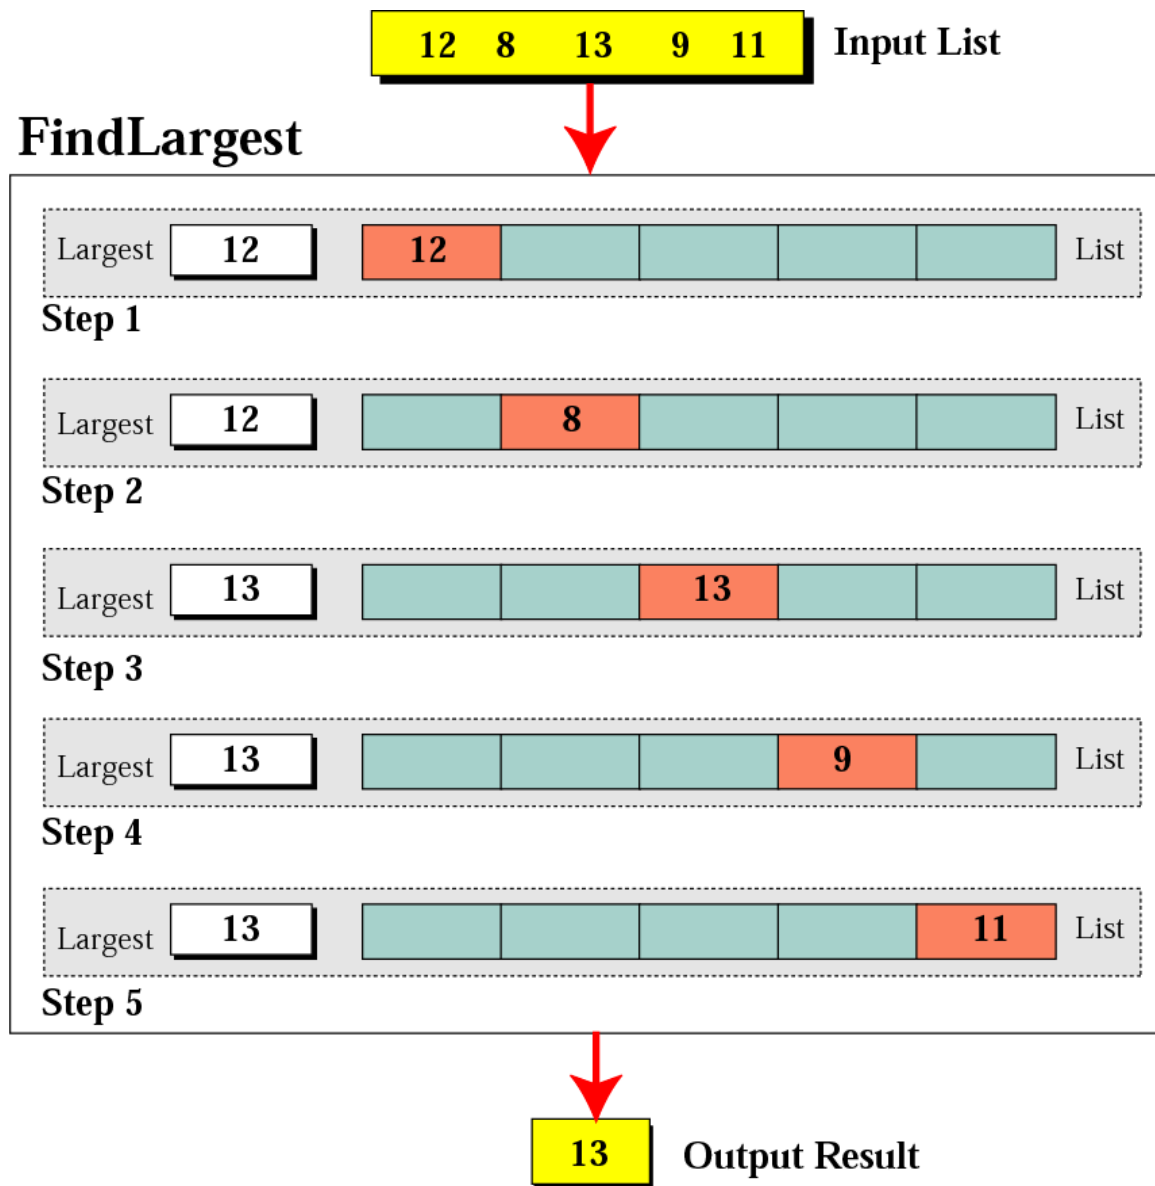 12 8 13 9 11 Input List
FindLargest
Largest 12 12 List
Step 1
Largest 12 8 List
Step 2
Largest 13 13 List
Step 3
Largest 13 9 List
Step 4
Largest 13 11 List
Step 5
13 Output Result